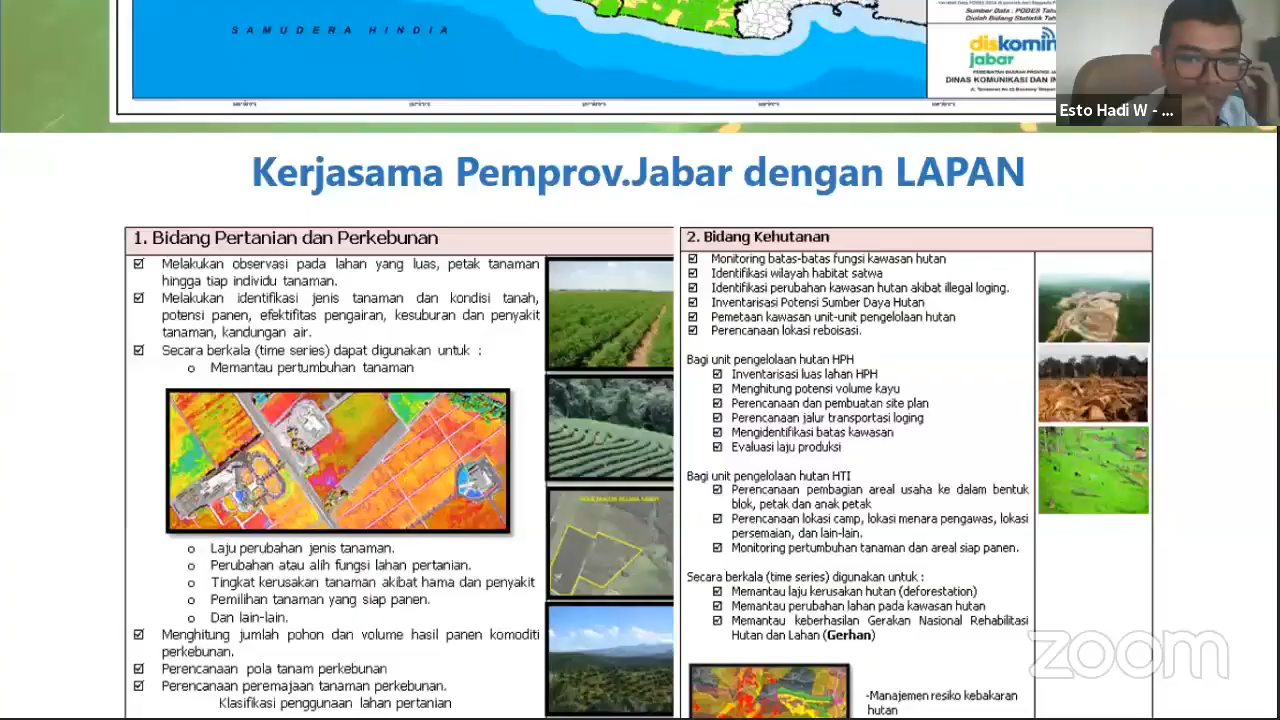 SAMUDERA HINDIA
Sumber Data : PODES Tah
Diolah Bidang Statistik Tah
diskomin
jabar
DINAS KOMUNIKASI DAN IN
Esto Hadi W - ...
Kerjasama Pemprov.Jabar dengan LAPAN
1. Bidang Pertanian dan Perkebunan
Melakukan observasi pada lahan yang luas, petak tanaman
hingga tiap individu tanaman.
Melakukan identifikasi jenis tanaman dan kondisi tanah,
potensi panen, efektifitas pengairan, kesuburan dan penyakit
tanaman, kandungan air.
Secara berkala (time series) dapat digunakan untuk :
o Memantau pertumbuhan tanaman
o Laju perubahan jenis tanaman.
o Perubahan atau alih fungsi lahan pertanian.
o Tingkat kerusakan tanaman akibat hama dan penyakit
o Pemilihan tanaman yang siap panen.
o Dan lain-lain.
Menghitung jumlah pohon dan volume hasil panen komoditi
perkebunan.
Perencanaan pola tanam perkebunan
Perencanaan peremajaan tanaman perkebunan.
Klasifikasi penggunaan lahan pertanian
2. Bidang Kehutanan
Monitoring batas-batas fungsi kawasan hutan
Identifikasi wilayah habitat satwa
Identifikasi perubahan kawasan hutan akibat illegal loging.
Inventarisasi Potensi Sumber Daya Hutan
Pemetaan kawasan unit-unit pengelolaan hutan
Perencanaan lokasi reboisasi.
Bagi unit pengelolaan hutan HPH
Inventarisasi luas lahan HPH
Menghitung potensi volume kayu
Perencanaan dan pembuatan site plan
Perencanaan jalur transportasi loging
Mengidentifikasi batas kawasan
Evaluasi laju produksi
Bagi unit pengelolaan hutan HTI
Perencanaan pembagian areal usaha ke dalam bentuk
blok, petak dan anak petak
Perencanaan lokasi camp, lokasi menara pengawas, lokasi
persemaian, dan lain-lain.
Monitoring pertumbuhan tanaman dan areal siap panen.
Secara berkala (time series) digunakan untuk :
Memantau laju kerusakan hutan (deforestation)
Memantau perubahan lahan pada kawasan hutan
Memantau keberhasilan Gerakan Nasional Rehabilitasi
Hutan dan Lahan (Gerhan)
-Manajemen resiko kebakaran
hutan
zoom